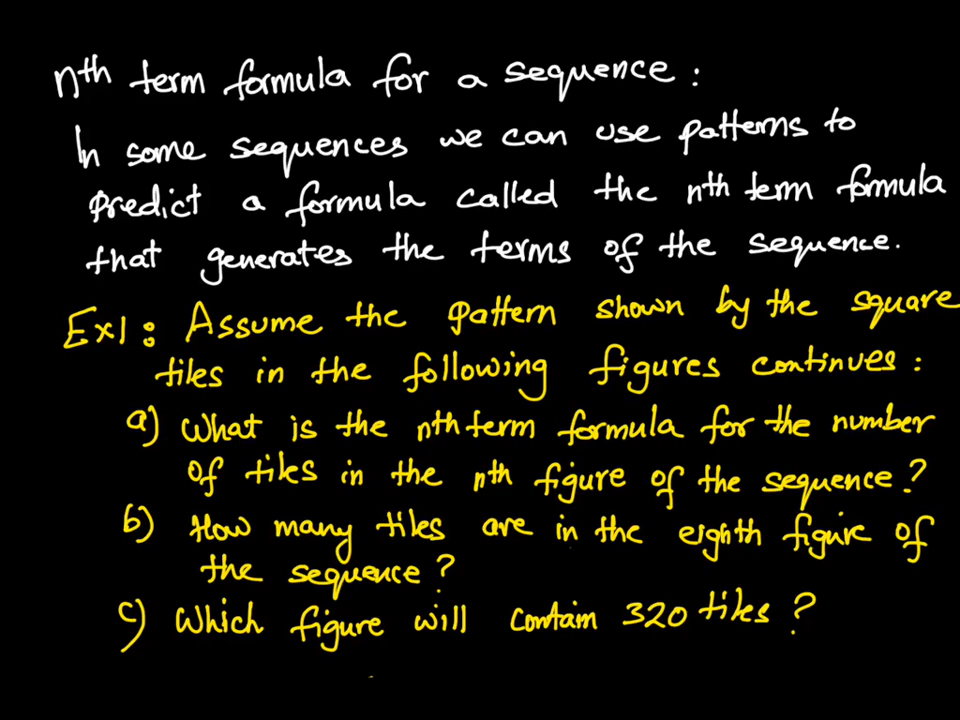 nth term formula for a sequence:
In some sequences we can use patterns to
predict a formula called the nth term formula
that generates the terms of the sequence.
Ex1: Assume the pattern shown by the square
tiles in the following figures continues:
a) What is the nth term formula for the number
of tiles in the nth figure of the sequence?
b) How many tiles are in the eighth figure of
the sequence?
c) Which figure will contain 320 tiles?